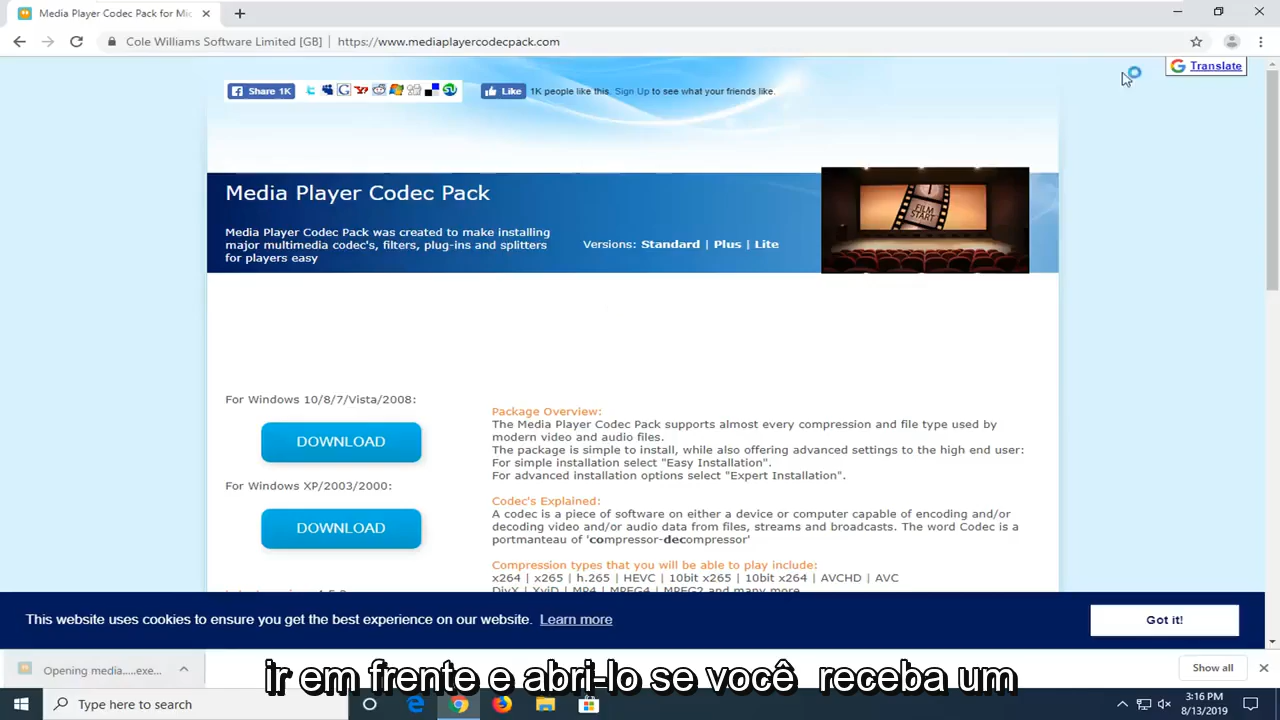 Media Player Codec Pack for Mic
Cole Williams Software Limited [GB] | https://www.mediaplayercodecpack.com
Translate
Share 1K
Like 1K people like this. Sign Up to see what your friends like.
FILM START
Media Player Codec Pack
Media Player Codec Pack was created to make installing
major multimedia codec's, filters, plug-ins and splitters
for players easy
Versions: Standard | Plus | Lite
For Windows 10/8/7/Vista/2008:
DOWNLOAD
For Windows XP/2003/2000:
DOWNLOAD
Package Overview:
The Media Player Codec Pack supports almost every compression and file type used by
modern video and audio files.
The package is simple to install, while also offering advanced settings to the high end user:
For simple installation select "Easy Installation".
For advanced installation options select "Expert Installation".
Codec's Explained:
A codec is a piece of software on either a device or computer capable of encoding and/or
decoding video and/or audio data from files, streams and broadcasts. The word Codec is a
portmanteau of 'compressor-decompressor'
Compression types that you will be able to play include:
x264 | x265 | h.265 | HEVC | 10bit x265 | 10bit x264 | AVCHD | AVC
DivX | XviD | MP4 | MPEG4 | MPEG2 and many more.
This website uses cookies to ensure you get the best experience on our website. Learn more
Got it!
Opening media.....exe...
Show all
ir em frente e abri-lo se você receba um
Type here to search
3:16 PM
8/13/2019